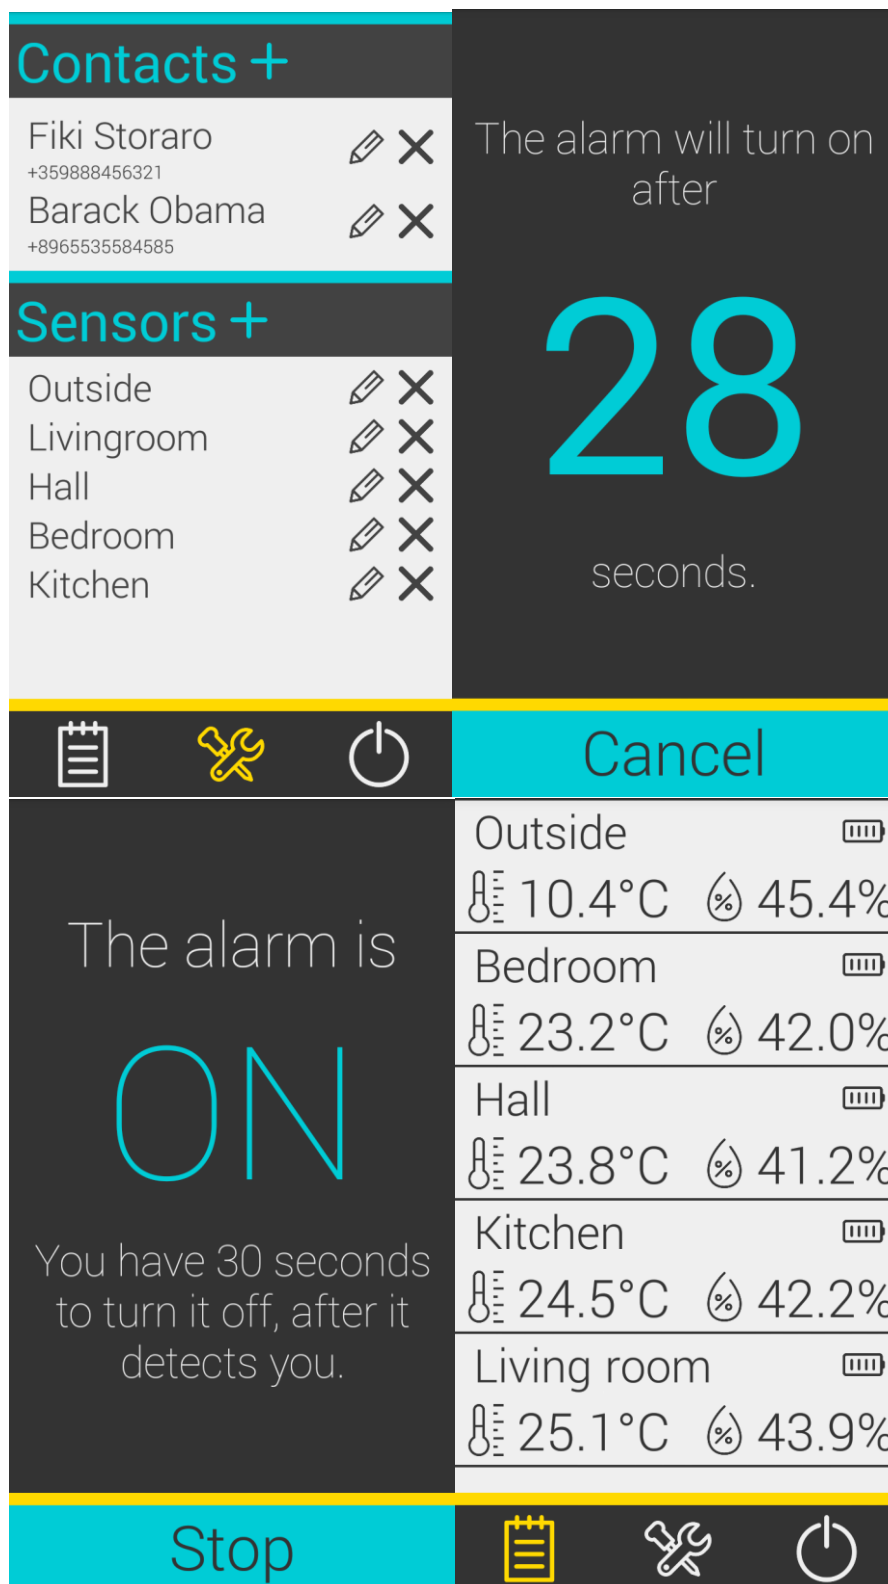 Contacts +
Fiki Storaro
+359888456321
Barack Obama
+8965535584585
Sensors +
Outside
Livingroom
Hall
Bedroom
Kitchen
The alarm will turn on
after
28
seconds.
Cancel
The alarm is
ON
You have 30 seconds
to turn it off, after it
detects you.
Stop
Outside
10.4°C % 45.4%
Bedroom
23.2°C % 42.0%
Hall
23.8°C % 41.2%
Kitchen
24.5°C % 42.2%
Living room
25.1°C % 43.9%